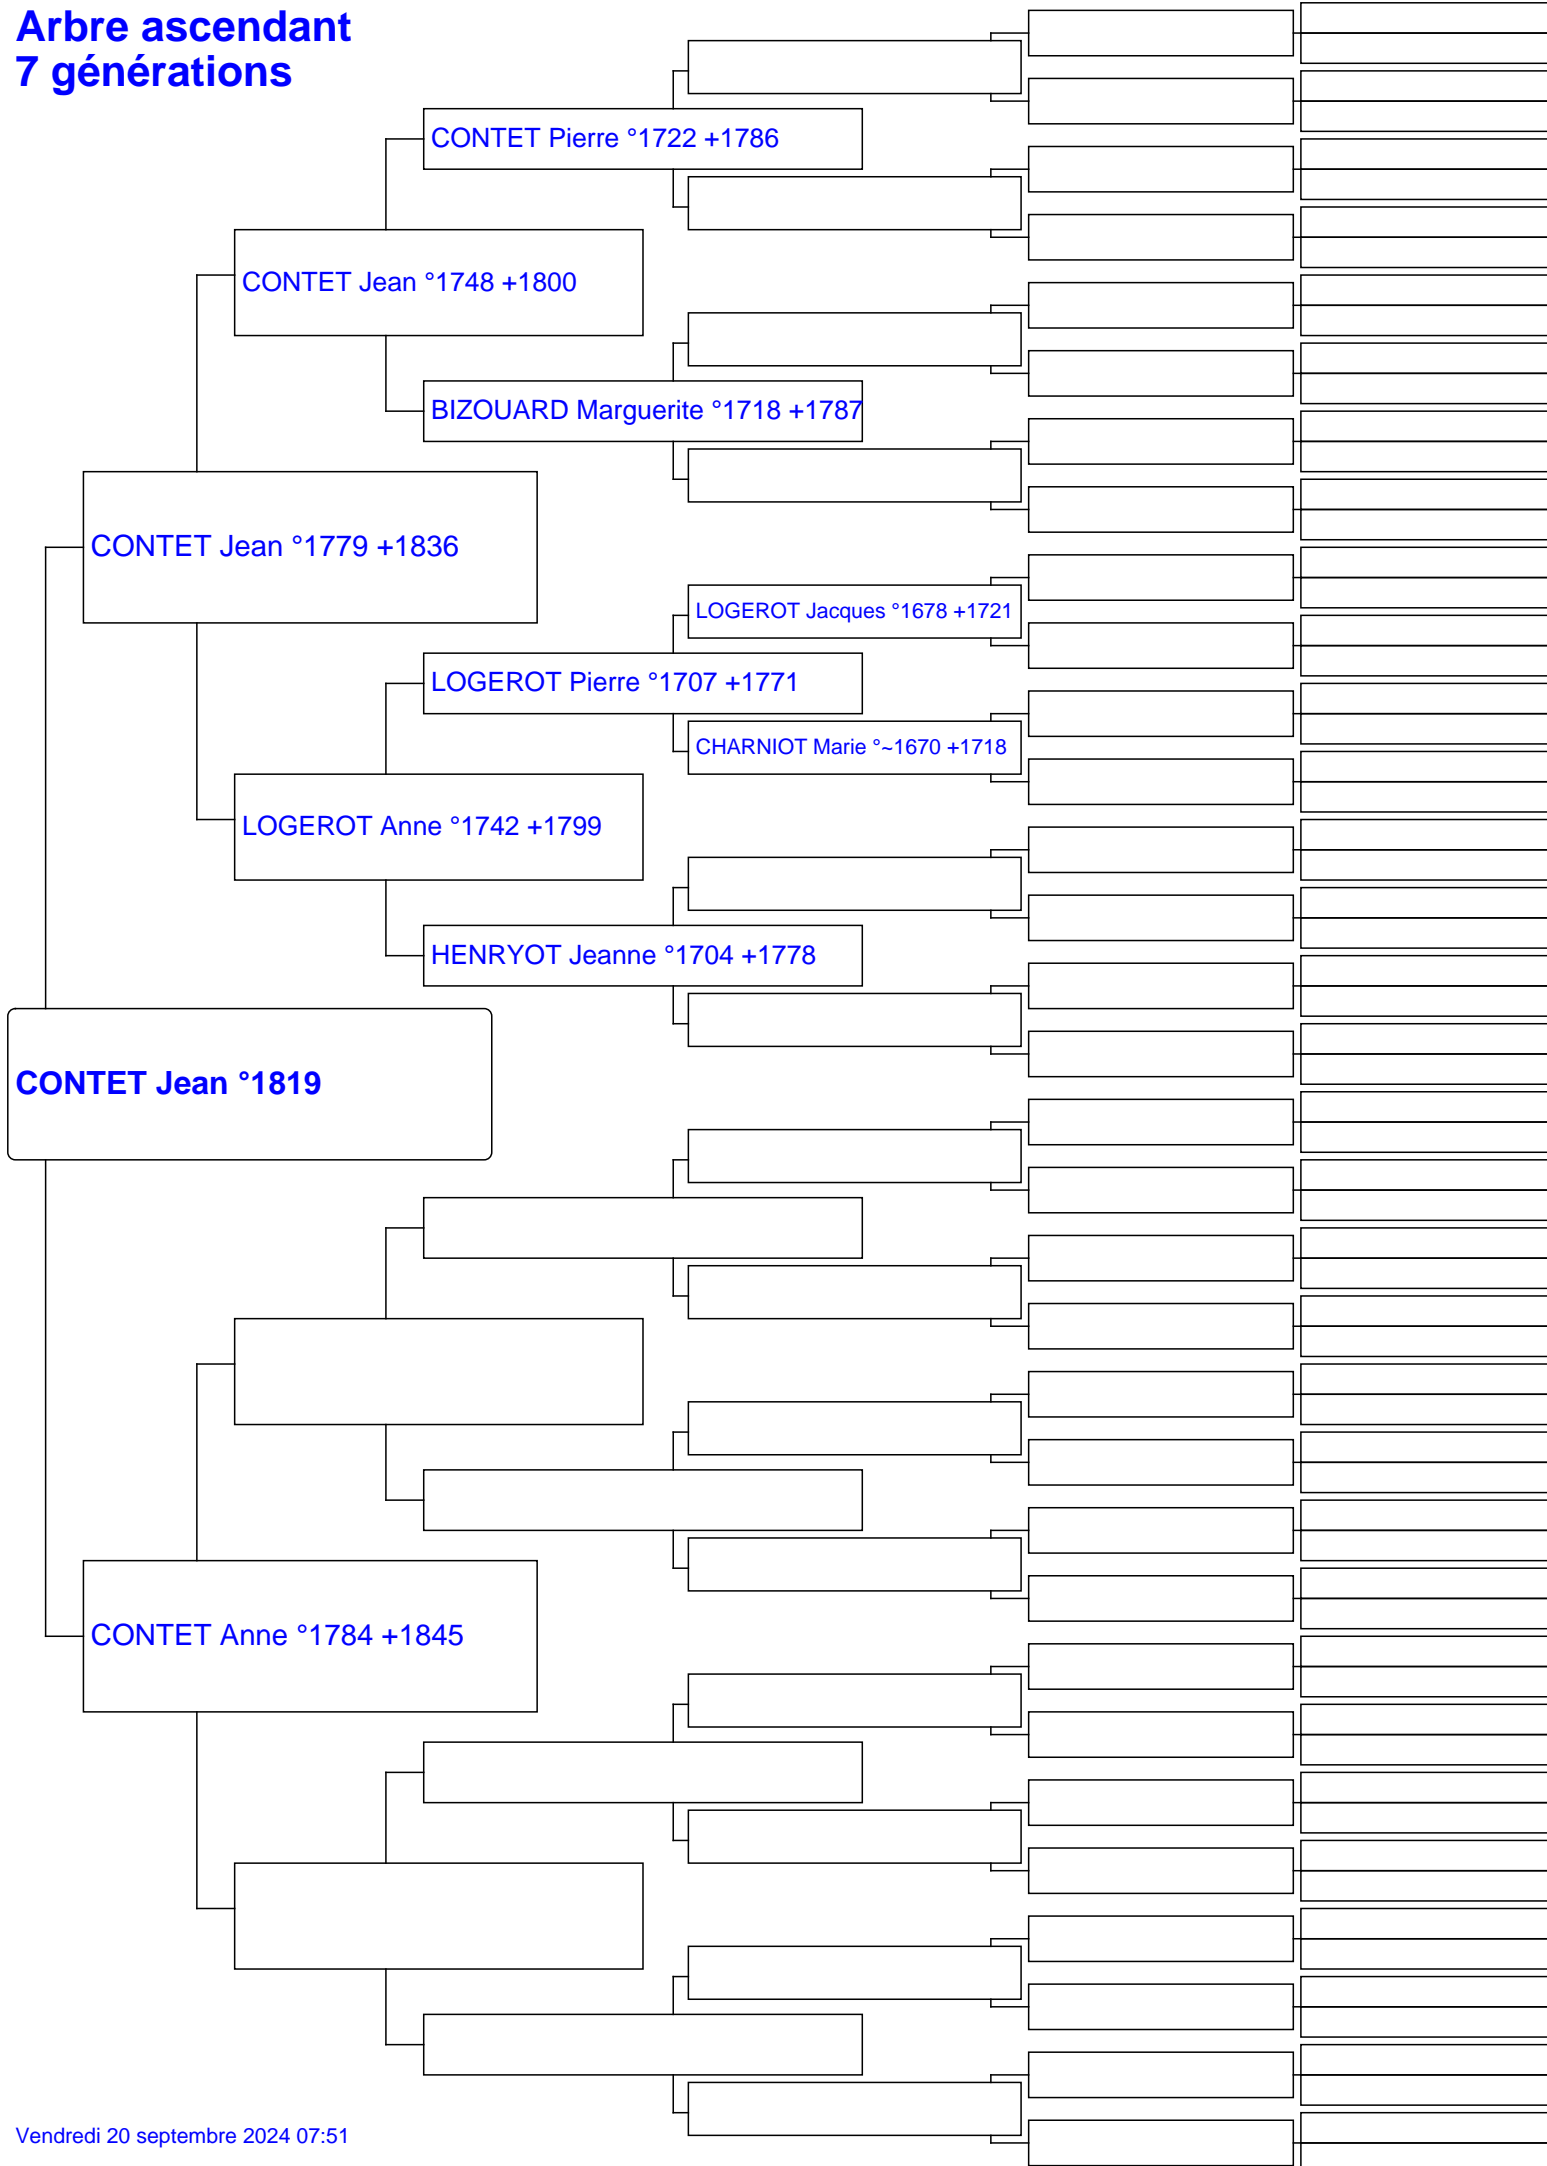 Arbre ascendant
7 générations
CONTET Pierre °1722 +1786
CONTET Jean °1748 +1800
BIZOUARD Marguerite °1718 +1787
CONTET Jean °1779 +1836
LOGEROT Jacques °1678 +1721
LOGEROT Pierre °1707 +1771
CHARNIOT Marie °~1670 +1718
LOGEROT Anne °1742 +1799
HENRYOT Jeanne °1704 +1778
CONTET Jean °1819
CONTET Anne °1784 +1845
Vendredi 20 septembre 2024 07:51